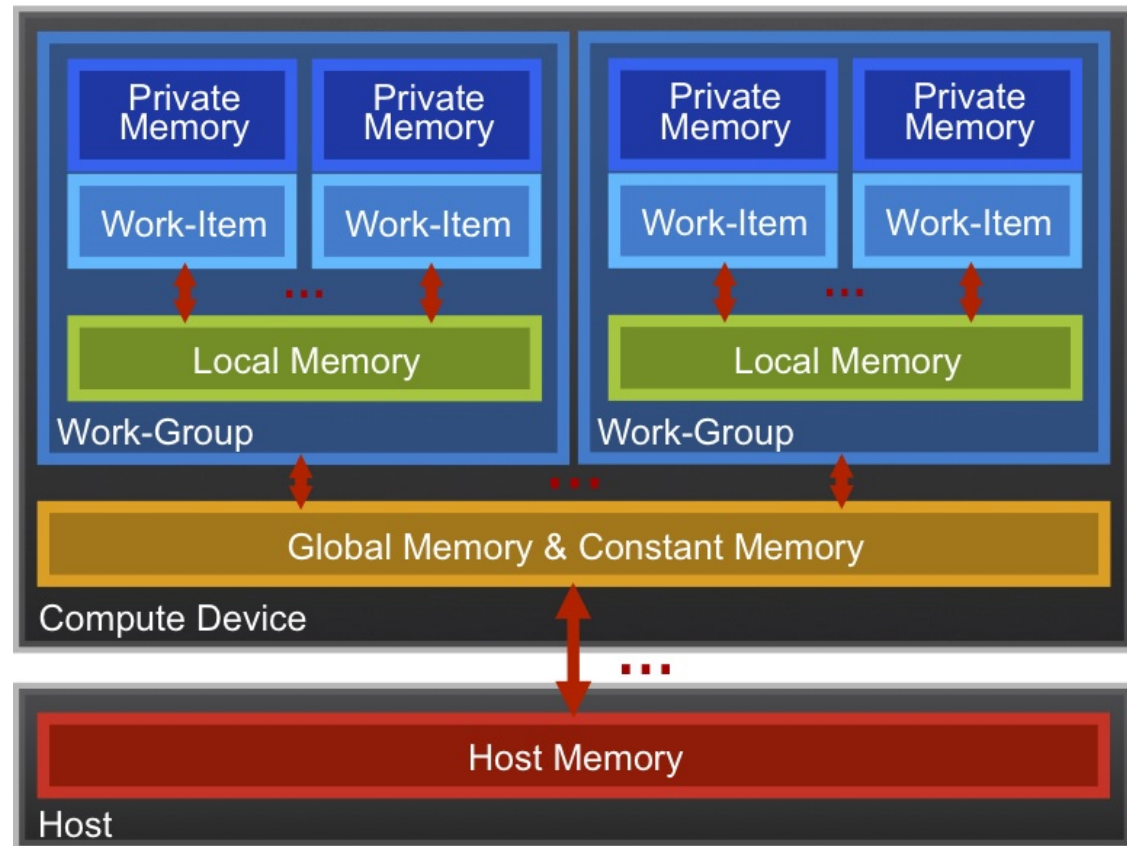 Private
Memory
Private
Memory
Private
Memory
Private
Memory
Work-Item
Work-Item
Work-Item
Work-Item
...
...
Local Memory
Local Memory
Work-Group
Work-Group
...
Global Memory & Constant Memory
Compute Device
...
Host Memory
Host